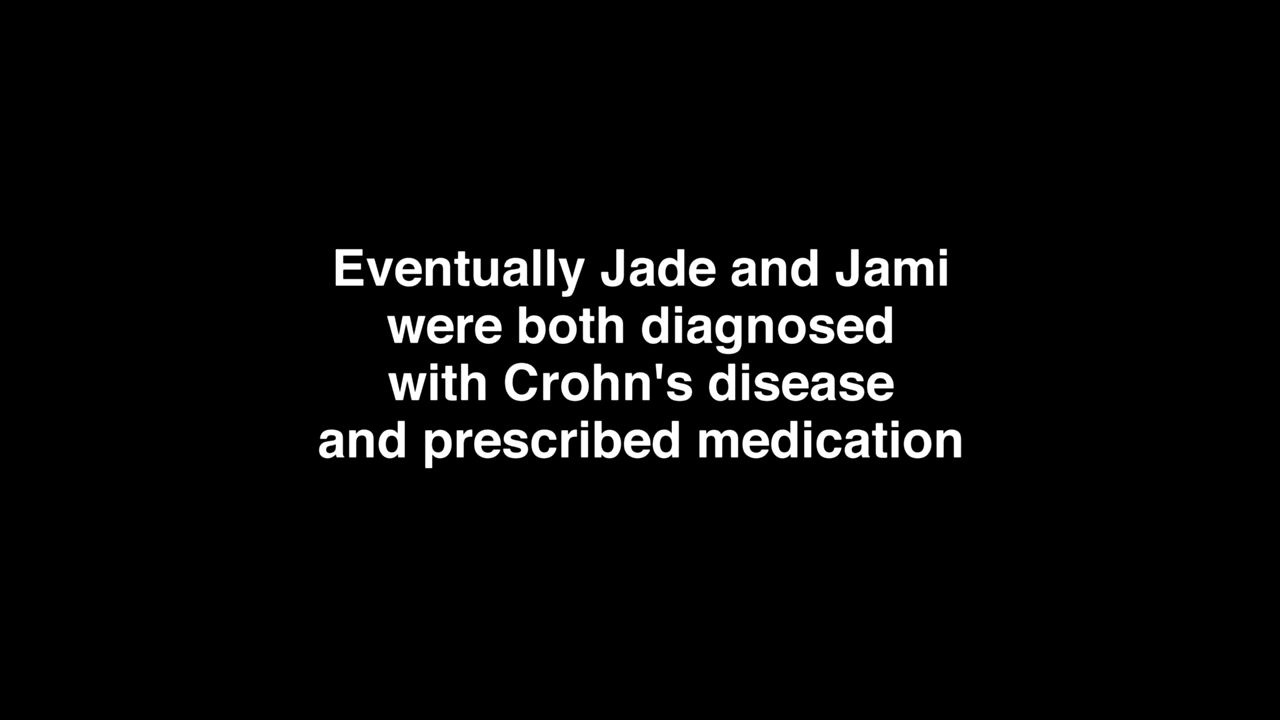 Eventually Jade and Jami
were both diagnosed
with Crohn's disease
and prescribed medication